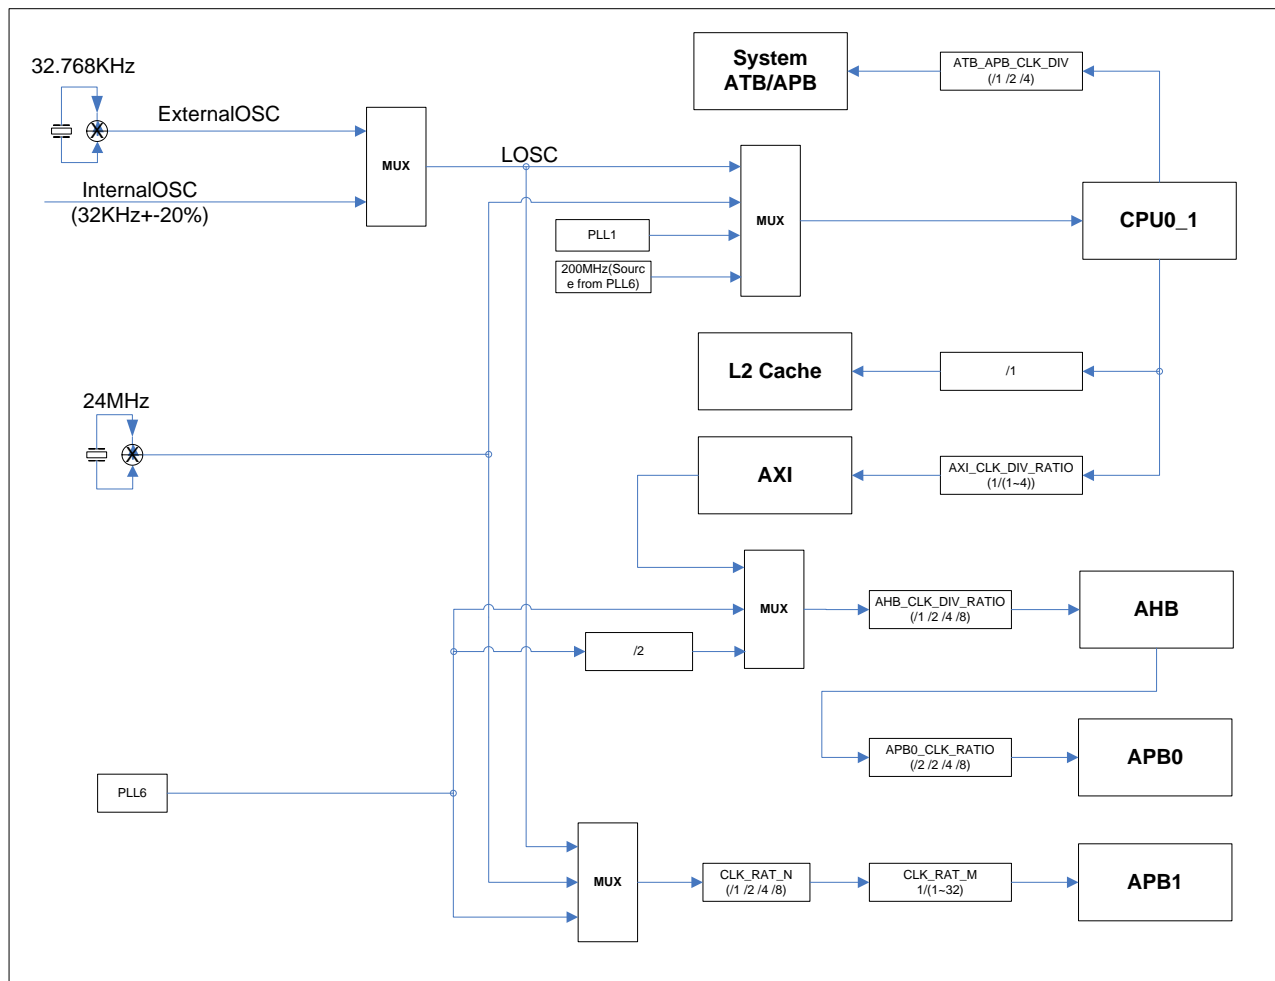 32.768KHz
ExternalOSC
InternalOSC
(32KHz+-20%)
MUX
LOSC
System
ATB/APB
ATB_APB_CLK_DIV
(/1 /2 /4)
PLL1
200MHz(Sourc
e from PLL6)
MUX
CPU0_1
L2 Cache
/1
24MHz
AXI
AXI_CLK_DIV_RATIO
(1/(1~4))
/2
MUX
AHB_CLK_DIV_RATIO
(/1 /2 /4 /8)
AHB
APB0_CLK_RATIO
(/2 /2 /4 /8)
APB0
PLL6
MUX
CLK_RAT_N
(/1 /2 /4 /8)
CLK_RAT_M
1/(1~32)
APB1